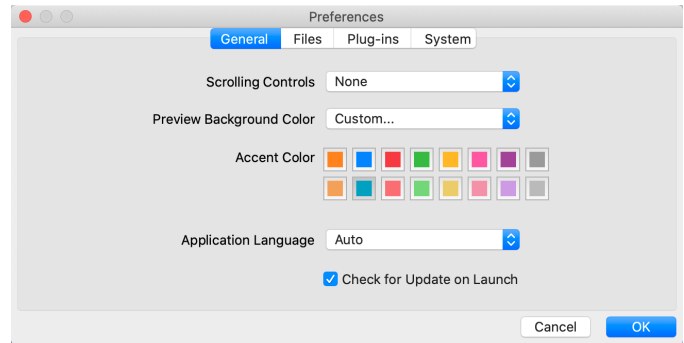 Preferences
General Files Plug-ins System
Scrolling Controls None
Preview Background Color Custom...
Accent Color
Application Language Auto
Check for Update on Launch
Cancel OK